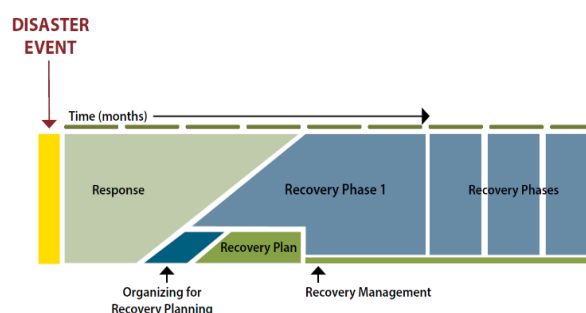 DISASTER
EVENT
Time (months)
Response
Recovery Phase 1
Recovery Phases
Recovery Plan
Organizing for
Recovery Planning
Recovery Management